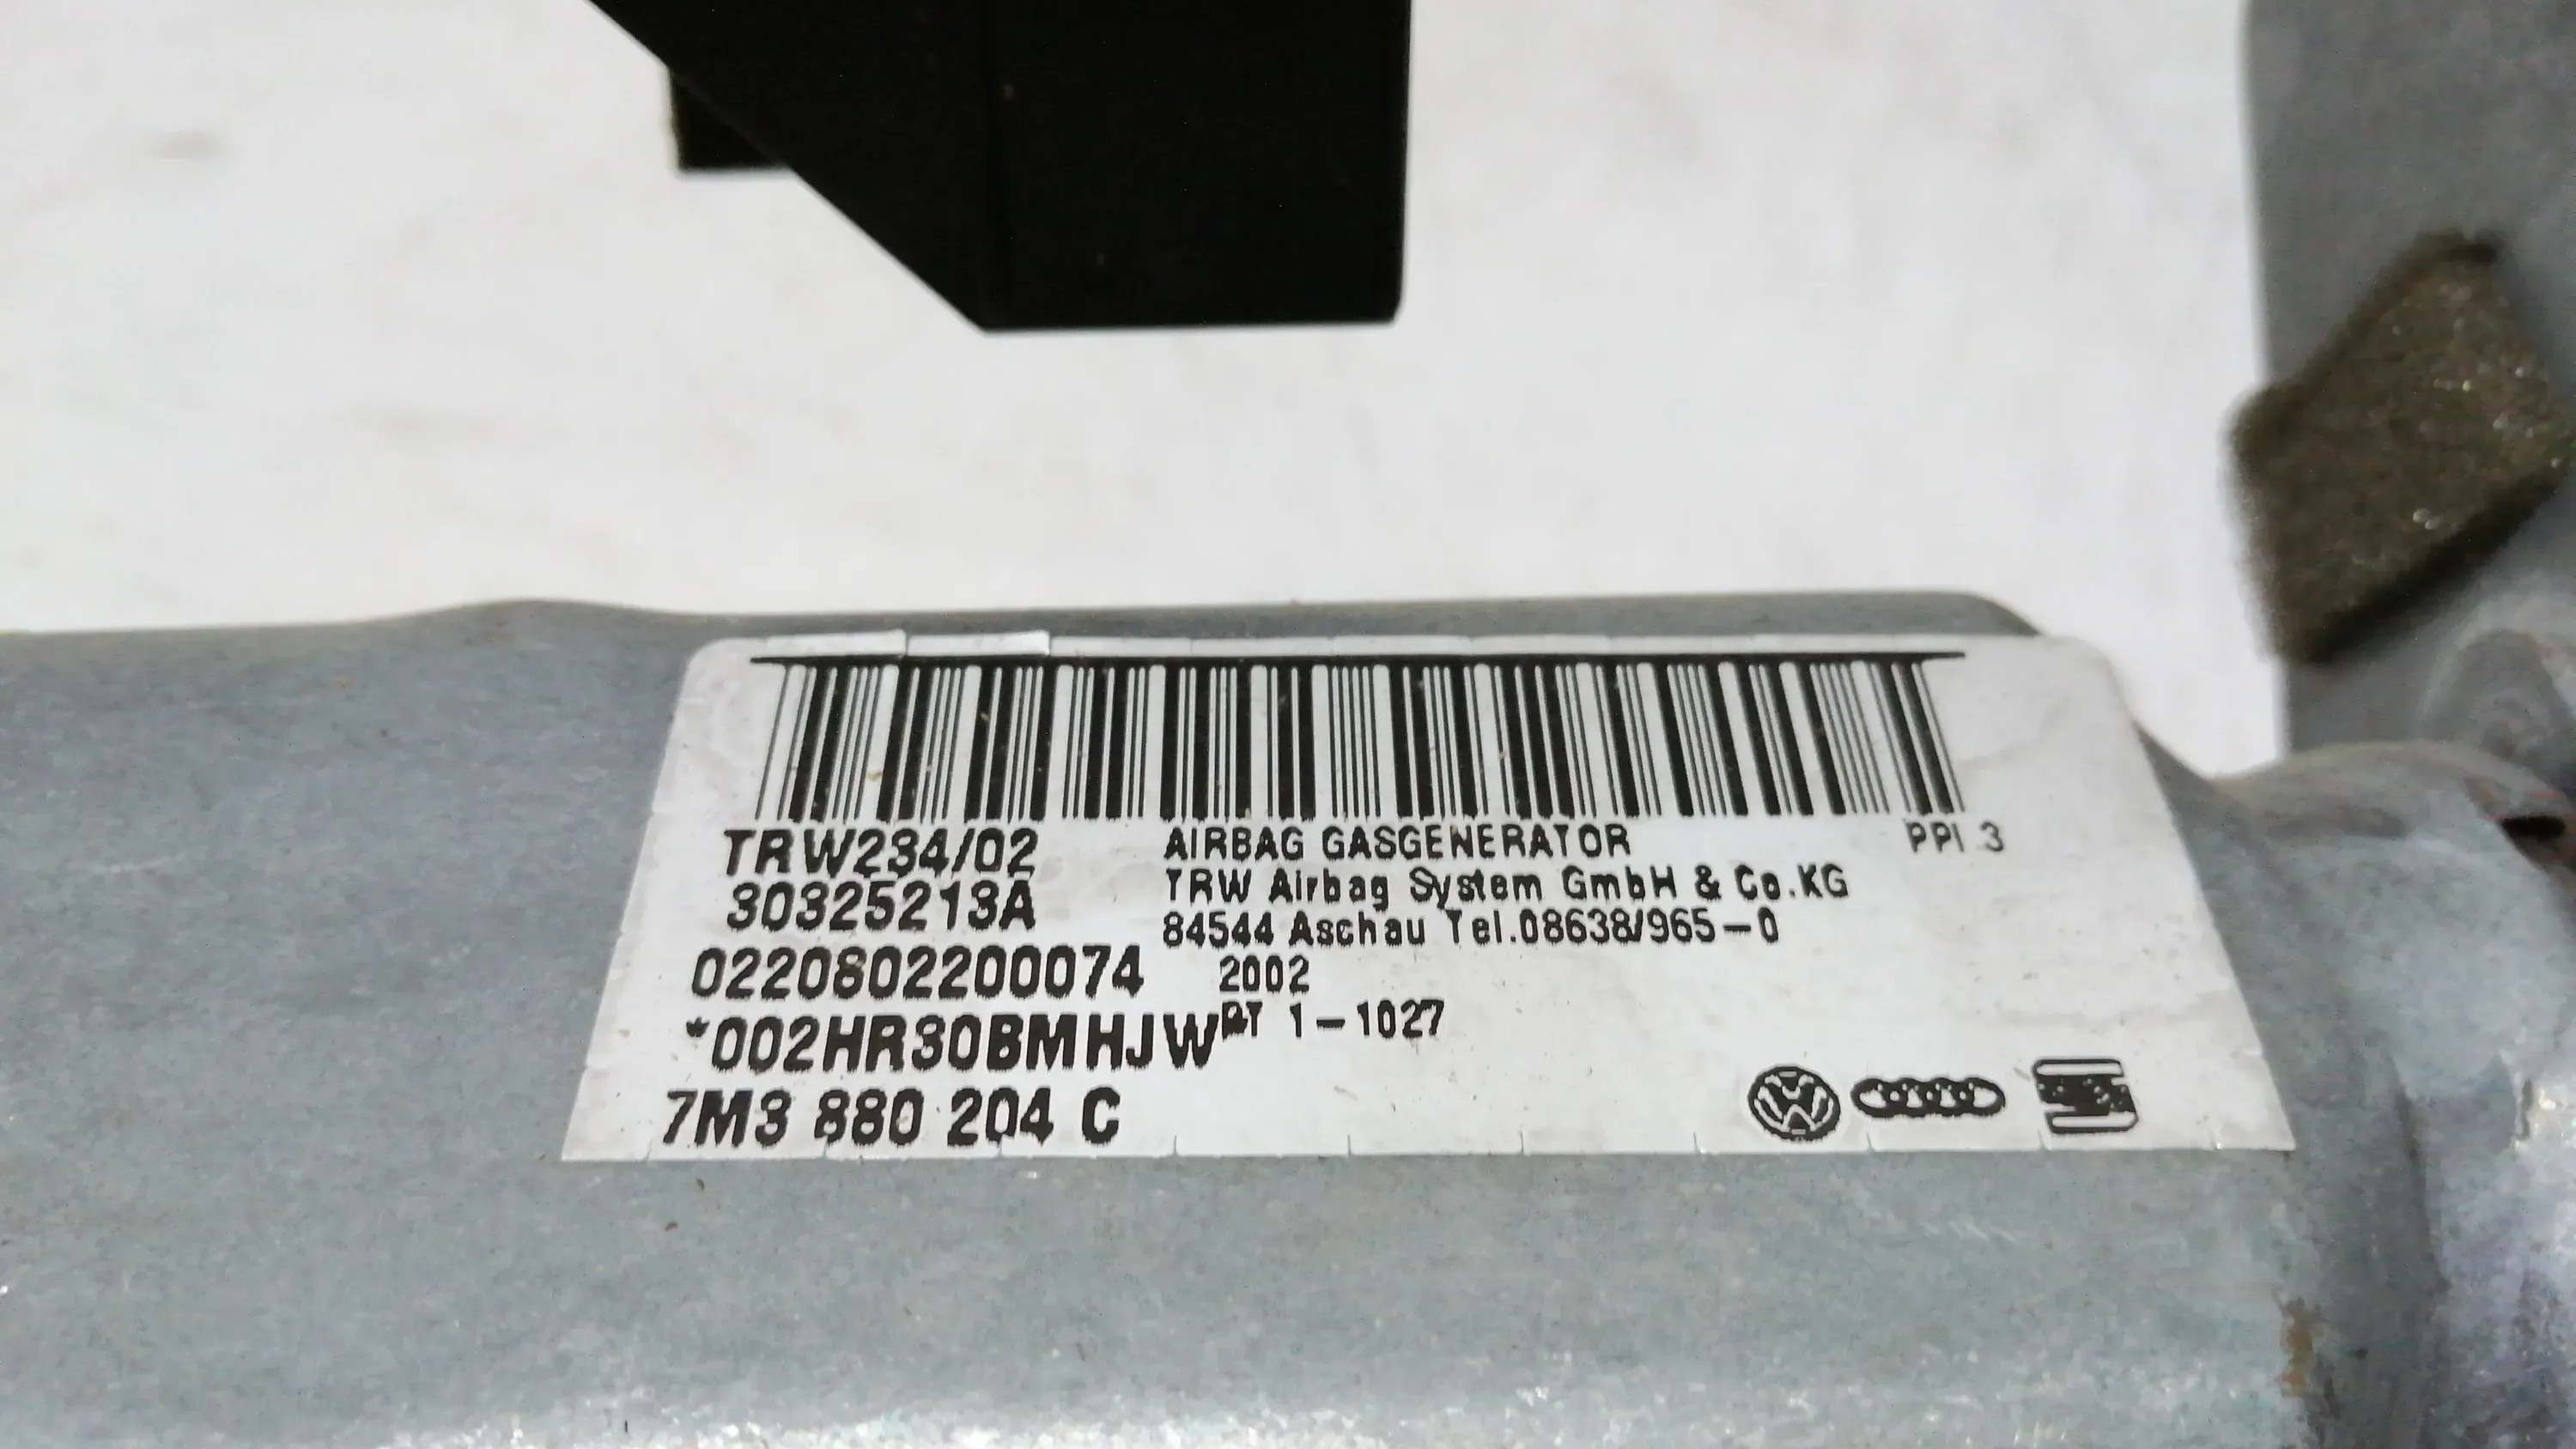 TRW234/02
30325213A
0220802200074
*002HR30BMHJW
7M3 880 204 C
AIRBAG GASGENERATOR
PPI 3
TRW Airbag System GmbH & Co.KG
84544 Aschau Tel.08638/965-0
2002
1-1027